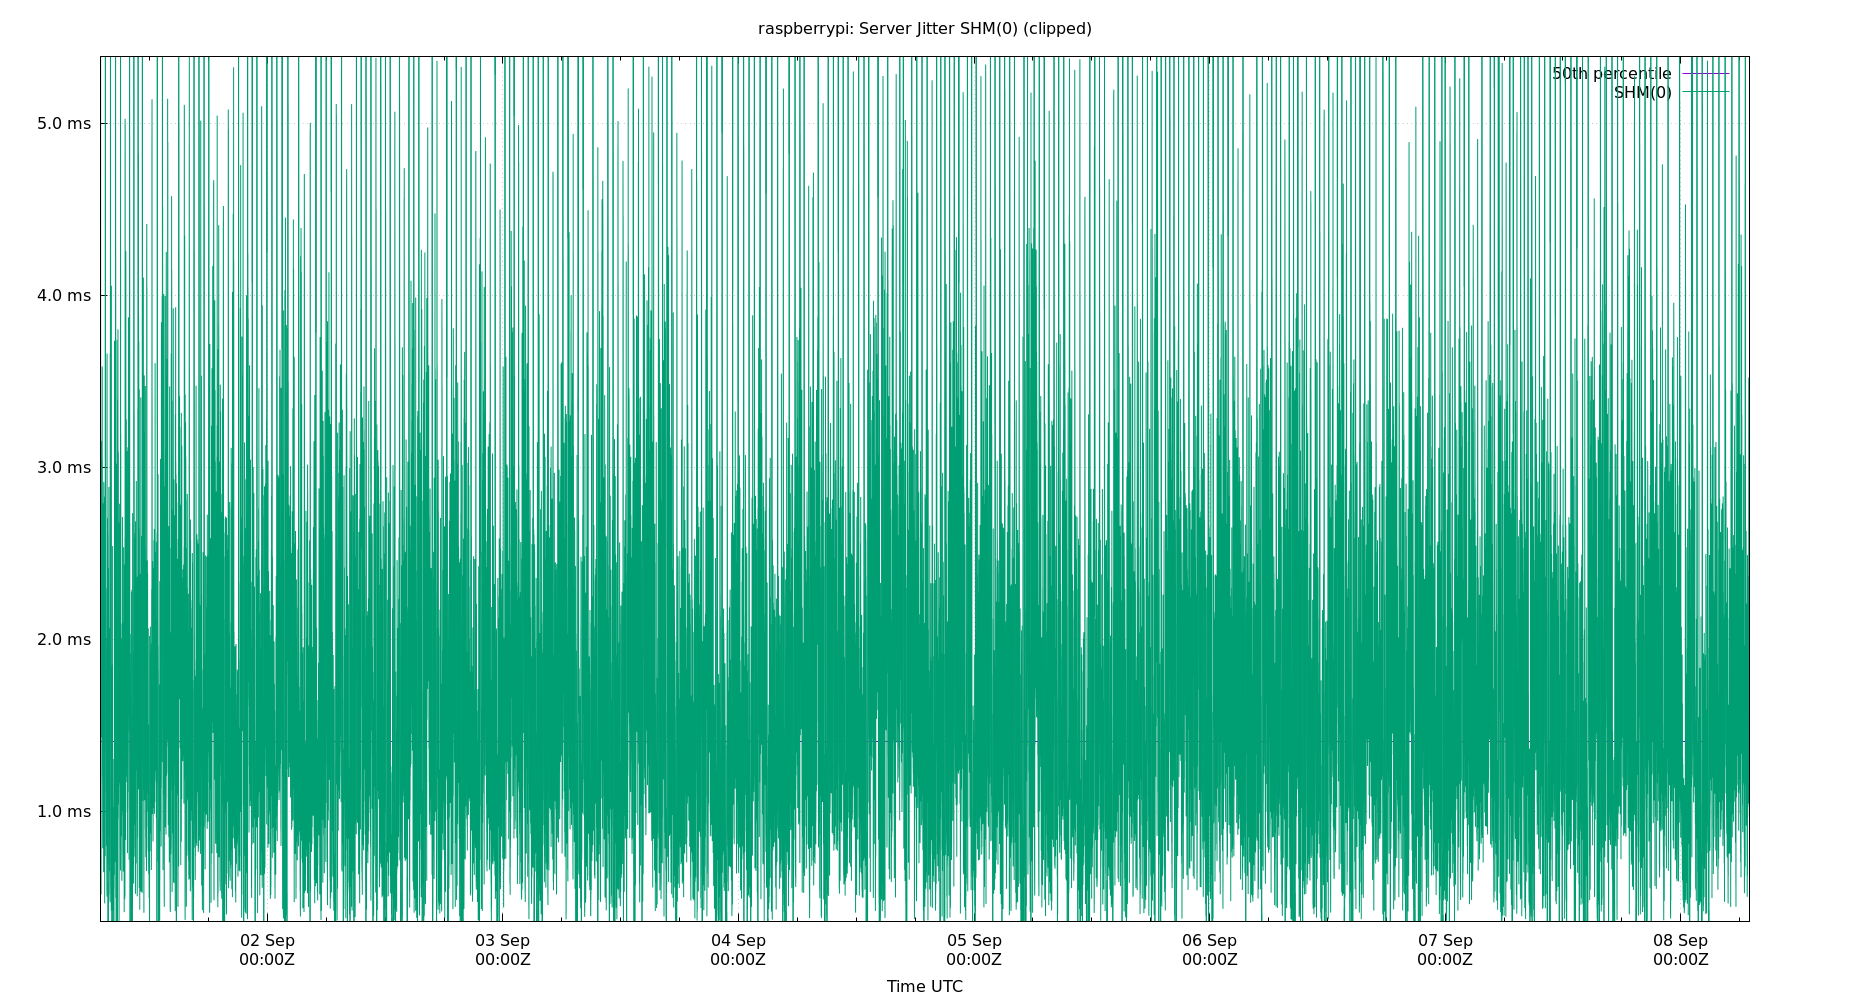 raspberrypi: Server Jitter SHM(0) (clipped)
50th percentile
SHM(0)
5.0 ms
4.0 ms
3.0 ms
2.0 ms
1.0 ms
02 Sep 03 Sep 04 Sep 05 Sep 06 Sep 07 Sep 08 Sep
00:00Z 00:00Z 00:00Z 00:00Z 00:00Z 00:00Z 00:00Z
Time UTC